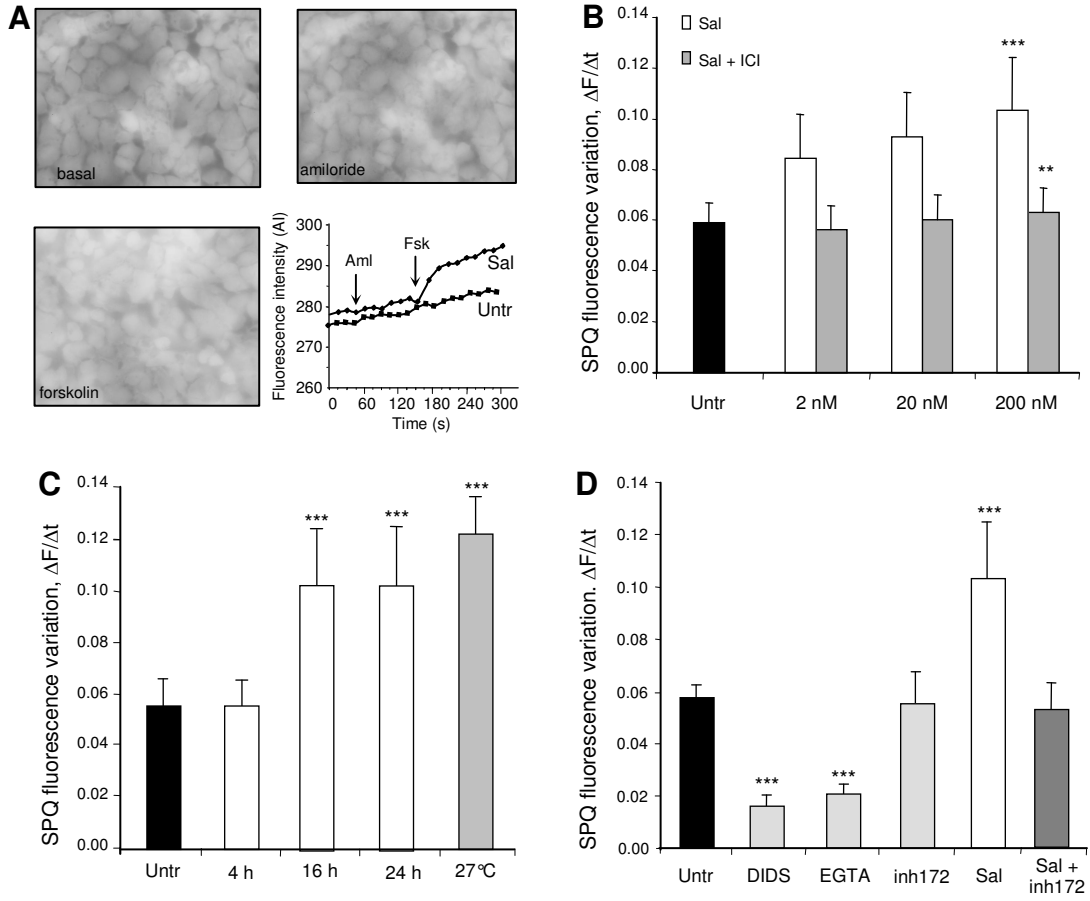 A
basal
amiloride
forskolin
Fluorescence intensity (AI)
300
290
280
270
260
Aml
Fsk
Sal
Untr
0 60 120 180 240 300
Time (s)
B
SPQ fluorescence variation, ΔF/Δt
0.14
0.12
0.10
0.08
0.06
0.04
0.02
0.00
Sal
Sal + ICI
***
**
Untr 2 nM 20 nM 200 nM
C
SPQ fluorescence variation, ΔF/Δt
0.14
0.12
0.10
0.08
0.06
0.04
0.02
0.00
*** *** ***
Untr 4 h 16 h 24 h 27°C
D
SPQ fluorescence variation. ΔF/Δt
0.14
0.12
0.10
0.08
0.06
0.04
0.02
0.00
*** *** ***
Untr DIDS EGTA inh172 Sal Sal +
inh172